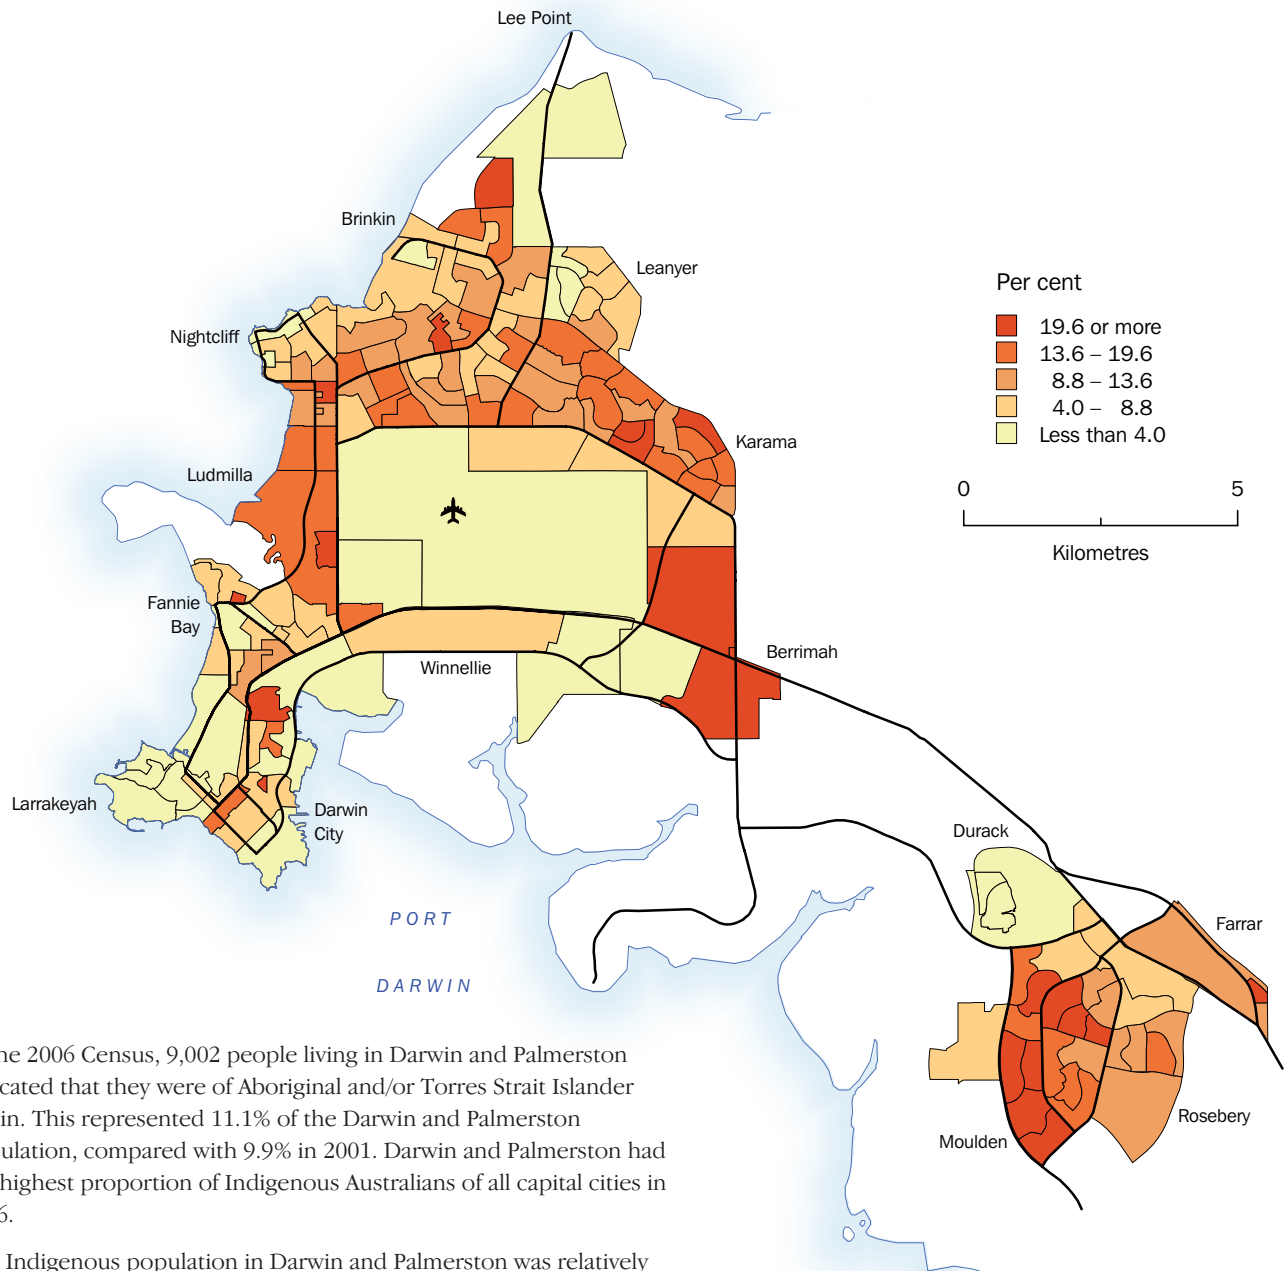 Lee Point
Brinkin
Leanyer
Nightcliff
Per cent
19.6 or more
13.6 – 19.6
8.8 – 13.6
4.0 – 8.8
Less than 4.0
Karama
Ludmilla
0 5
Kilometres
Fannie
Bay
Winnellie
Berrimah
Larrakeyah
Darwin
City
Durack
PORT
DARWIN
Farrar
Rosebery
Moulden
ne 2006 Census, 9,002 people living in Darwin and Palmerston
icated that they were of Aboriginal and/or Torres Strait Islander
in. This represented 11.1% of the Darwin and Palmerston
ulation, compared with 9.9% in 2001. Darwin and Palmerston had
highest proportion of Indigenous Australians of all capital cities in
6.
Indigenous population in Darwin and Palmerston was relatively